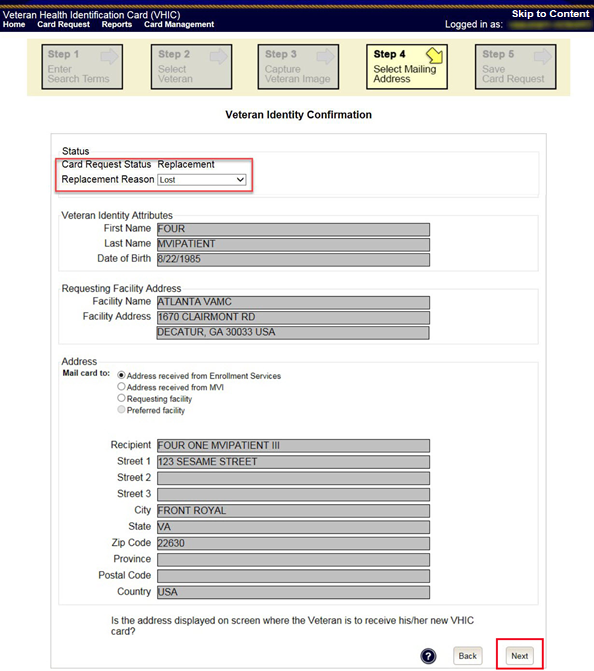 Veteran Health Identification Card (VHIC)
Skip to Content
Home Card Request Reports Card Management
Logged in as:
Step 1
Enter
Search Terms
Step 2
Select
Veteran
Step 3
Capture
Veteran Image
Step 4
Select Mailing
Address
Step 5
Save
Card Request
Veteran Identity Confirmation
Status
Card Request Status Replacement
Replacement Reason Lost
Veteran Identity Attributes
First Name FOUR
Last Name MVIPATIENT
Date of Birth 8/22/1985
Requesting Facility Address
Facility Name ATLANTA VAMC
Facility Address 1670 CLAIRMONT RD
DECATUR, GA 30033 USA
Address
Mail card to: Address received from Enrollment Services
Address received from MVI
Requesting facility
Preferred facility
Recipient FOUR ONE MVIPATIENT III
Street 1 123 SESAME STREET
Street 2
Street 3
City FRONT ROYAL
State VA
Zip Code 22630
Province
Postal Code
Country USA
Is the address displayed on screen where the Veteran is to receive his/her new VHIC
card?
? Back Next